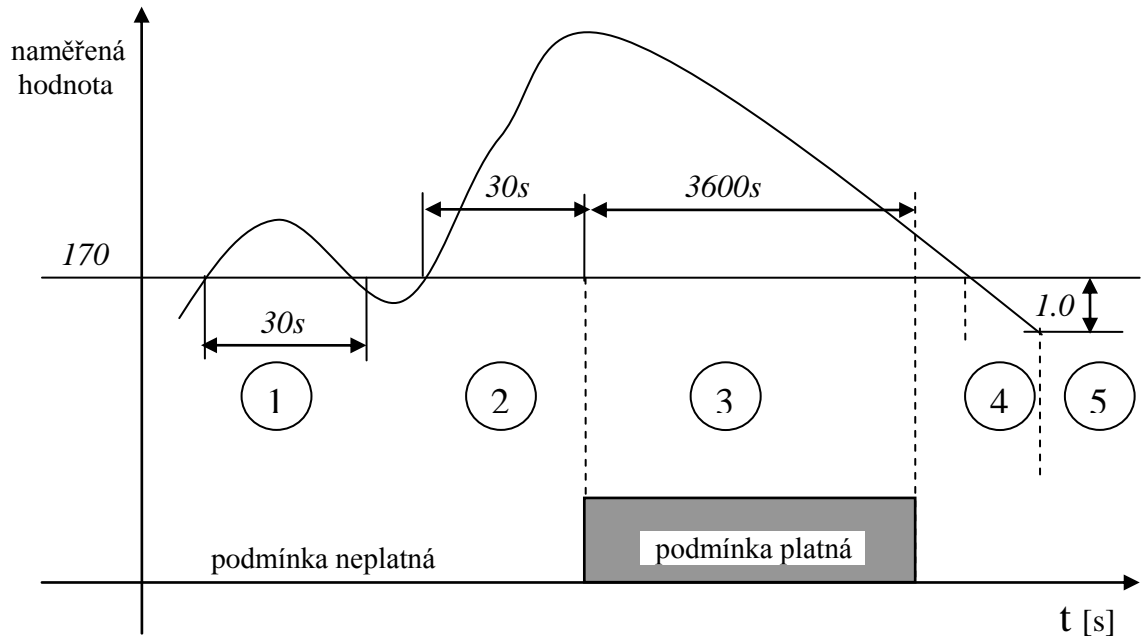 naměřená
hodnota
30s
3600s
170
30s
1.0
1
2
3
4
5
podmínka neplatná
podmínka platná
t [s]